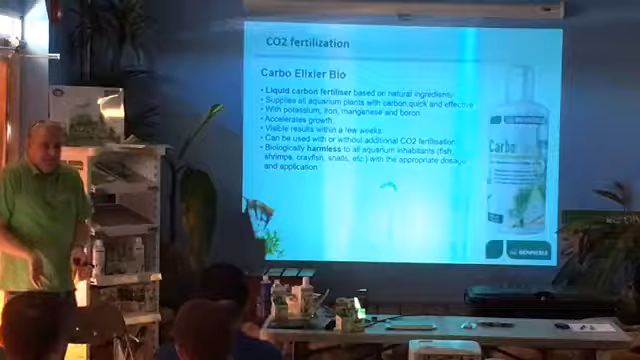 CO2 fertilization
Carbo Elixier Bio
• Liquid carbon fertiliser based on natural ingredients
• Supplies all aquarium plants with carbon,quick and effective
• With potassium, iron, manganese and boron
• Accelerates growth
• Visible results within a few weeks
• Can be used with or without additional CO2 fertilisation
• Biologically harmless to all aquarium inhabitants (fish,
shrimps, crayfish, snails, etc.) with the appropriate dosage
and application
Carbo
DENNERLE